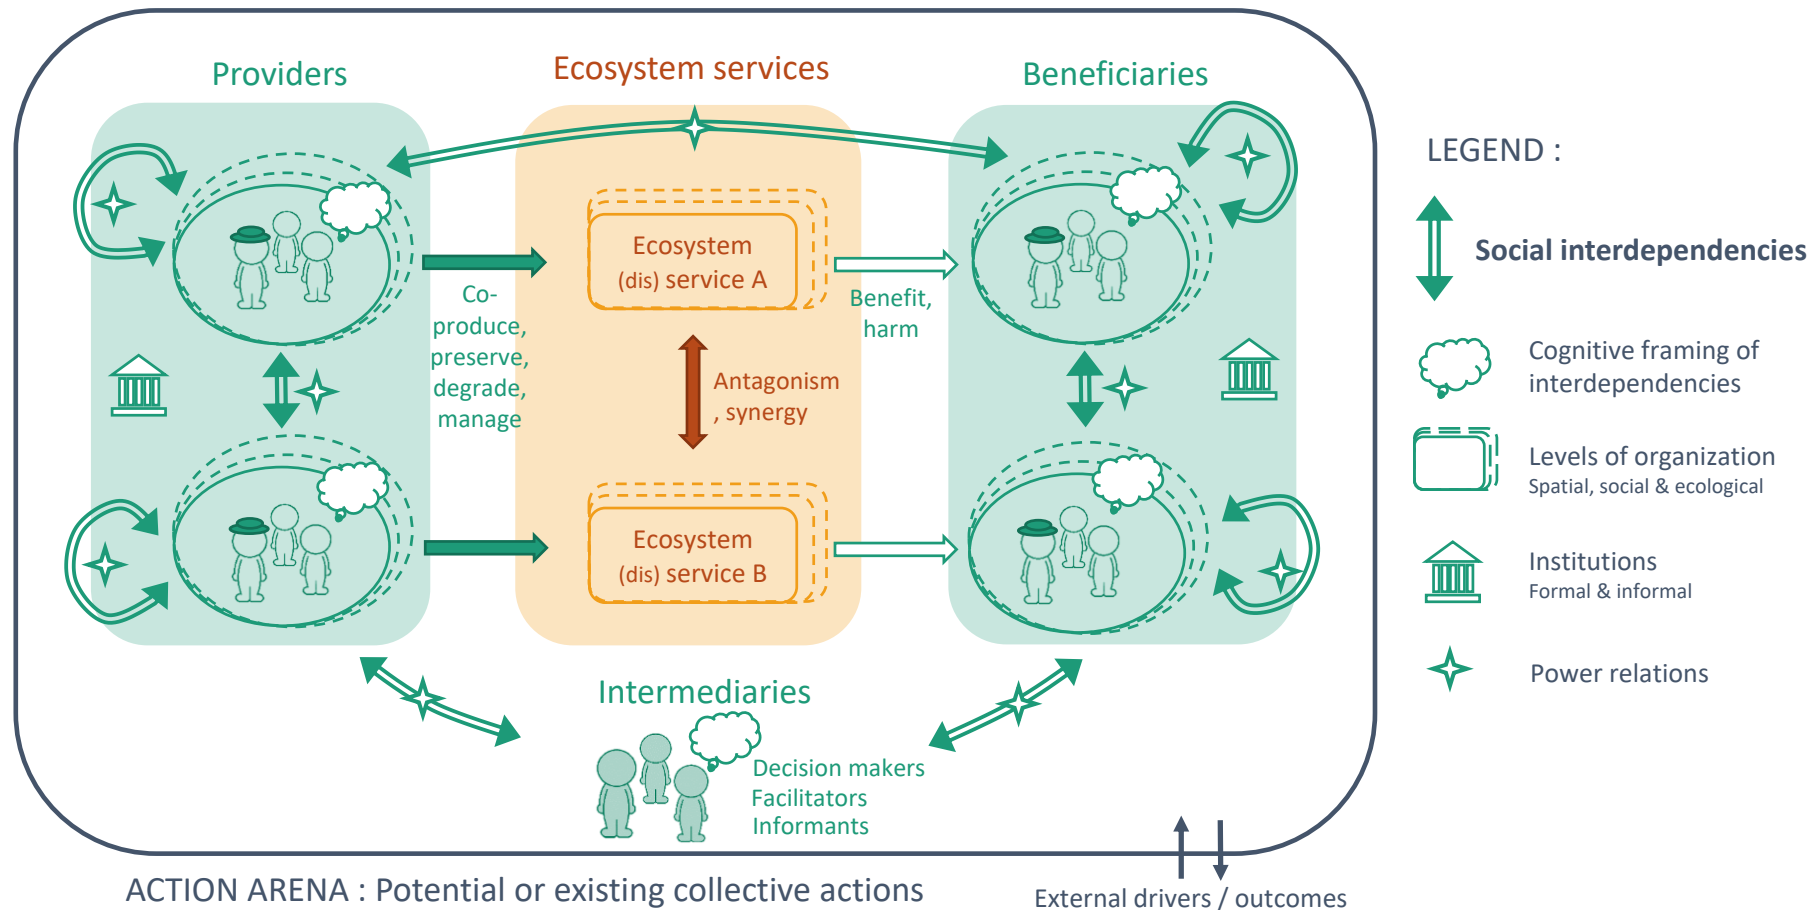 Providers
Ecosystem services
Beneficiaries
Ecosystem
(dis) service A
Co-
produce,
preserve,
degrade,
manage
Benefit,
harm
Antagonism
, synergy
Ecosystem
(dis) service B
Intermediaries
Decision makers
Facilitators
Informants
ACTION ARENA : Potential or existing collective actions
External drivers / outcomes
LEGEND :
Social interdependencies
Cognitive framing of
interdependencies
Levels of organization
Spatial, social & ecological
Institutions
Formal & informal
Power relations